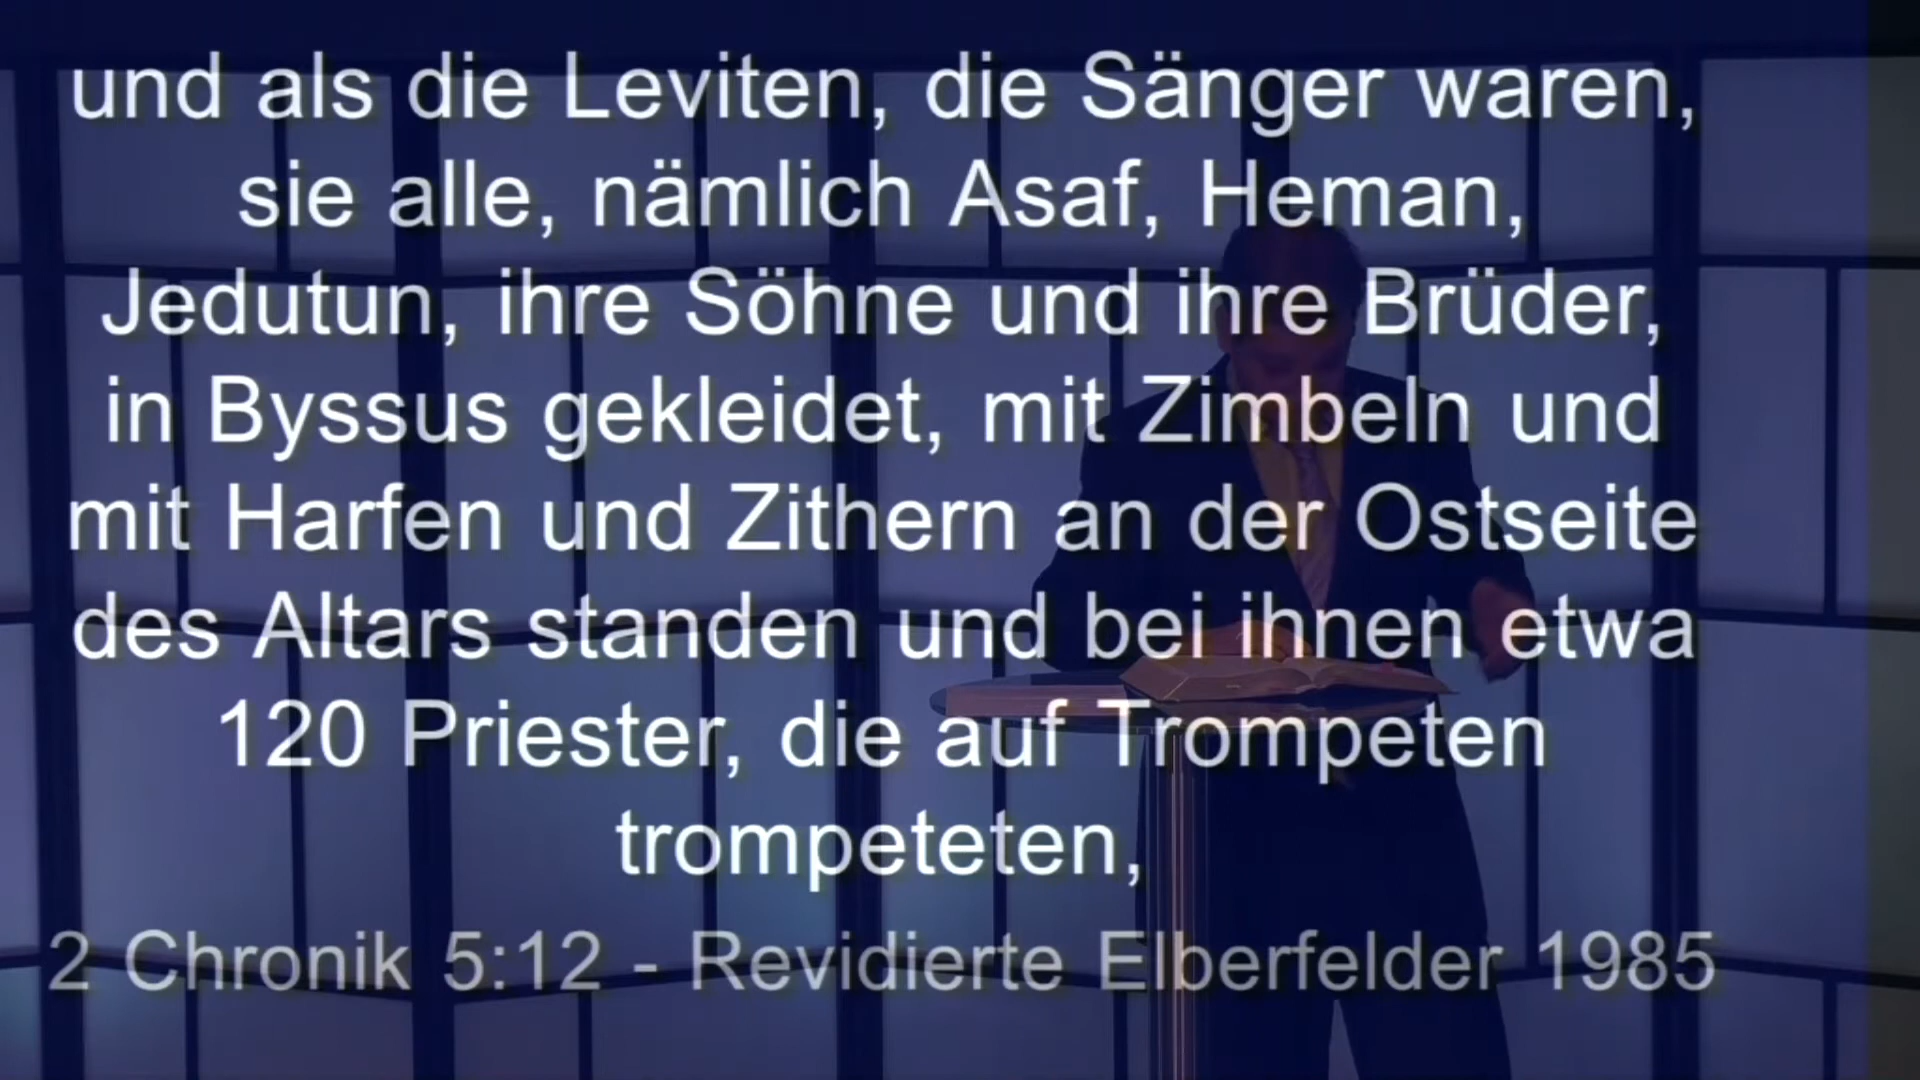 und als die Leviten, die Sänger waren,
sie alle, nämlich Asaf, Heman,
Jedutun, ihre Söhne und ihre Brüder,
in Byssus gekleidet, mit Zimbeln und
mit Harfen und Zithern an der Ostseite
des Altars standen und bei ihnen etwa
120 Priester, die auf Trompeten
trompeteten,
2 Chronik 5:12 - Revidierte Elberfelder 1985